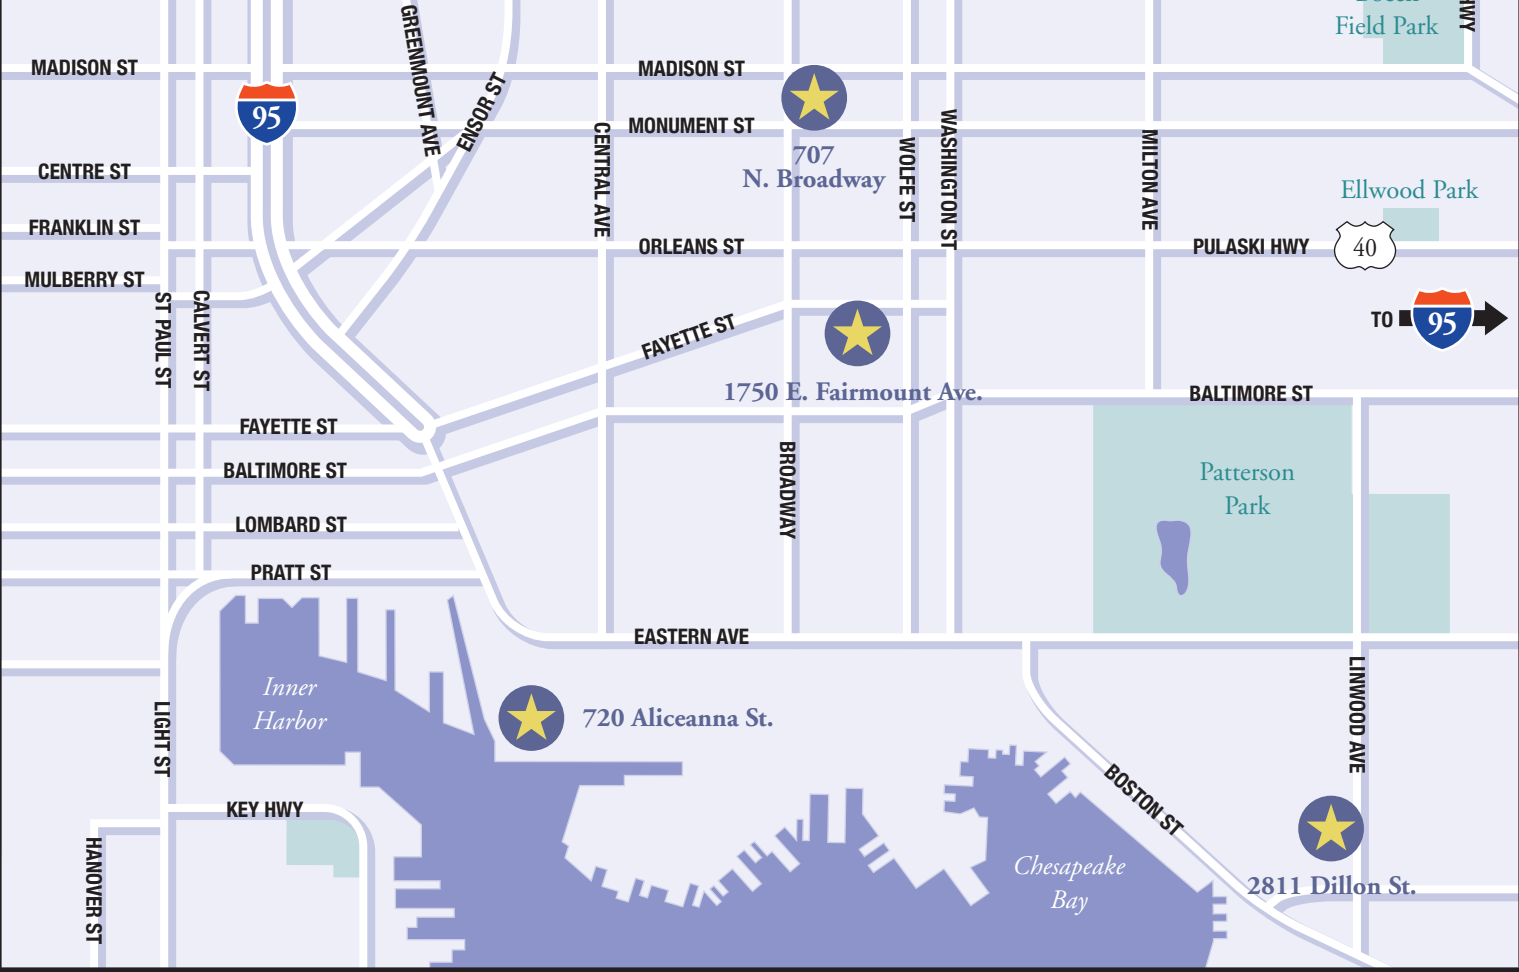 Field Park
HWY
GREENMOUNT AVE
ENSOR ST
MADISON ST
MADISON ST
95
MONUMENT ST
CENTRAL AVE
WASHINGTON ST
WOLFE ST
MILTON AVE
707
N. Broadway
CENTRE ST
Ellwood Park
FRANKLIN ST
ORLEANS ST
PULASKI HWY
40
MULBERRY ST
ST PAUL ST
CALVERT ST
TO
95
FAYETTE ST
1750 E. Fairmount Ave.
BALTIMORE ST
FAYETTE ST
BALTIMORE ST
BROADWAY
Patterson
Park
LOMBARD ST
PRATT ST
EASTERN AVE
LINWOOD AVE
Inner
Harbor
LIGHT ST
720 Aliceanna St.
BOSTON ST
KEY HWY
HANOVER ST
Chesapeake
Bay
2811 Dillon St.